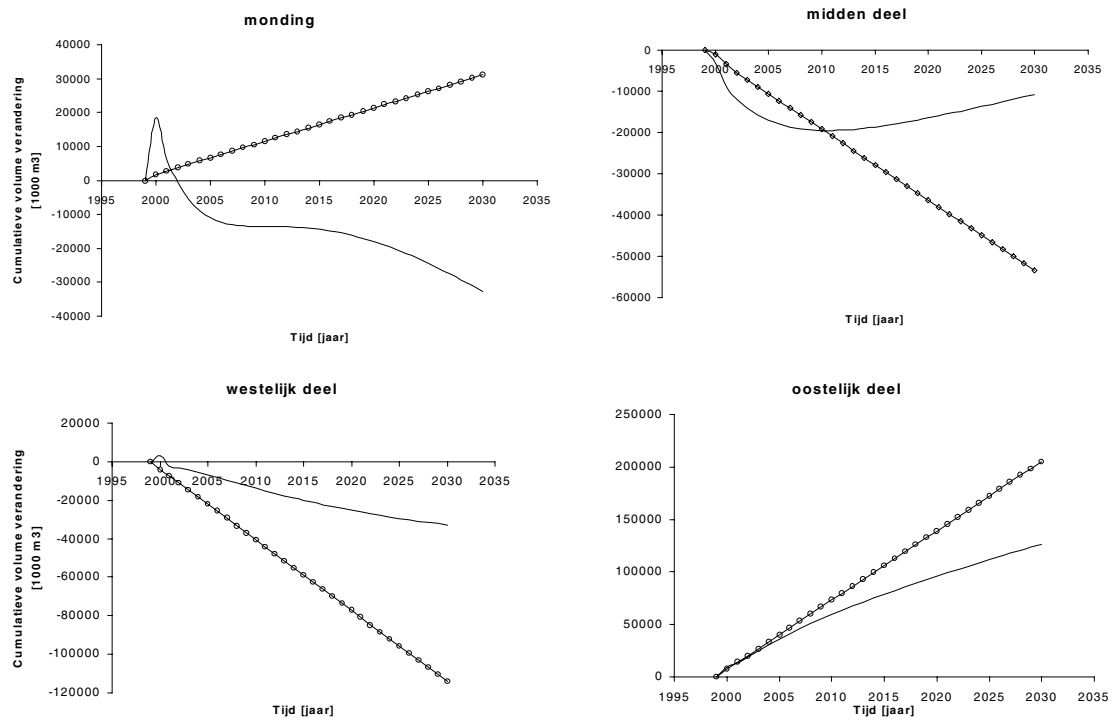 monding
40000
30000
20000
10000
0
-10000
-20000
-30000
-40000
1995 2000 2005 2010 2015 2020 2025 2030 2035
Cumulatieve volume verandering
[1000 m3]
Tijd [jaar]
midden deel
0
-10000
-20000
-30000
-40000
-50000
-60000
1995 2000 2005 2010 2015 2020 2025 2030 2035
Tijd [jaar]
westelijk deel
20000
0
-20000
-40000
-60000
-80000
-100000
-120000
1995 2000 2005 2010 2015 2020 2025 2030 2035
Cumulatieve volume verandering
[1000 m3]
Tijd [jaar]
oostelijk deel
250000
200000
150000
100000
50000
0
1995 2000 2005 2010 2015 2020 2025 2030 2035
Tijd [jaar]